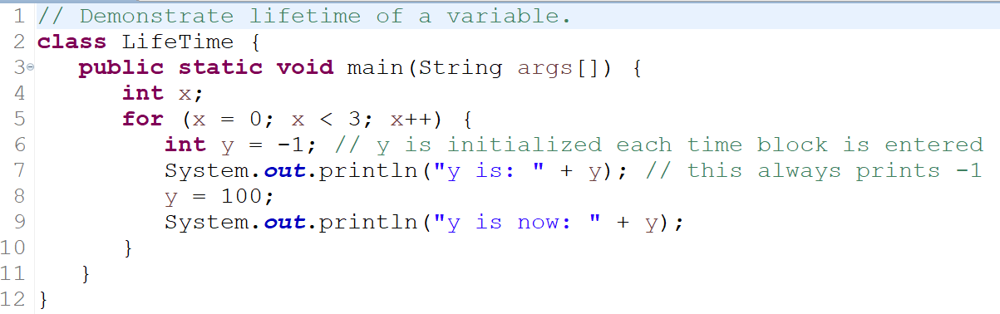 1 // Demonstrate lifetime of a variable.
2 class LifeTime {
3 public static void main(String args[]) {
4 int x;
5 for (x = 0; x < 3; x++) {
6 int y = -1; // y is initialized each time block is entered
7 System.out.println("y is: " + y); // this always prints -1
8 y = 100;
9 System.out.println("y is now: " + y);
10 }
11 }
12 }